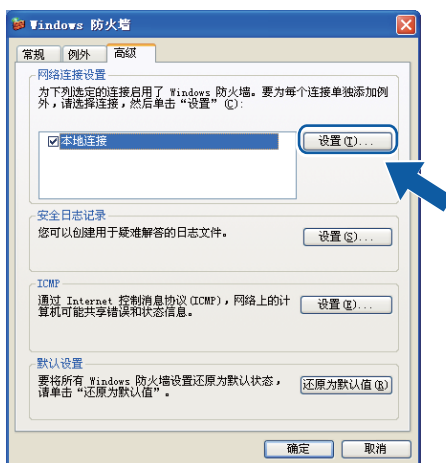 Windows 防火墙
常规 例外 高级
网络连接设置
为下列选定的连接启用了 Windows 防火墙。要为每个连接单独添加例
外，请选择连接，然后单击“设置”(C):
本地连接 设置(T)...
安全日志记录
您可以创建用于疑难解答的日志文件。 设置(S)...
ICMP
通过 Internet 控制消息协议(ICMP)，网络上的计
算机可能共享错误和状态信息。 设置(E)...
默认设置
要将所有 Windows 防火墙设置还原为默认状态，
请单击“还原为默认值”。 还原为默认值(R)
确定 取消